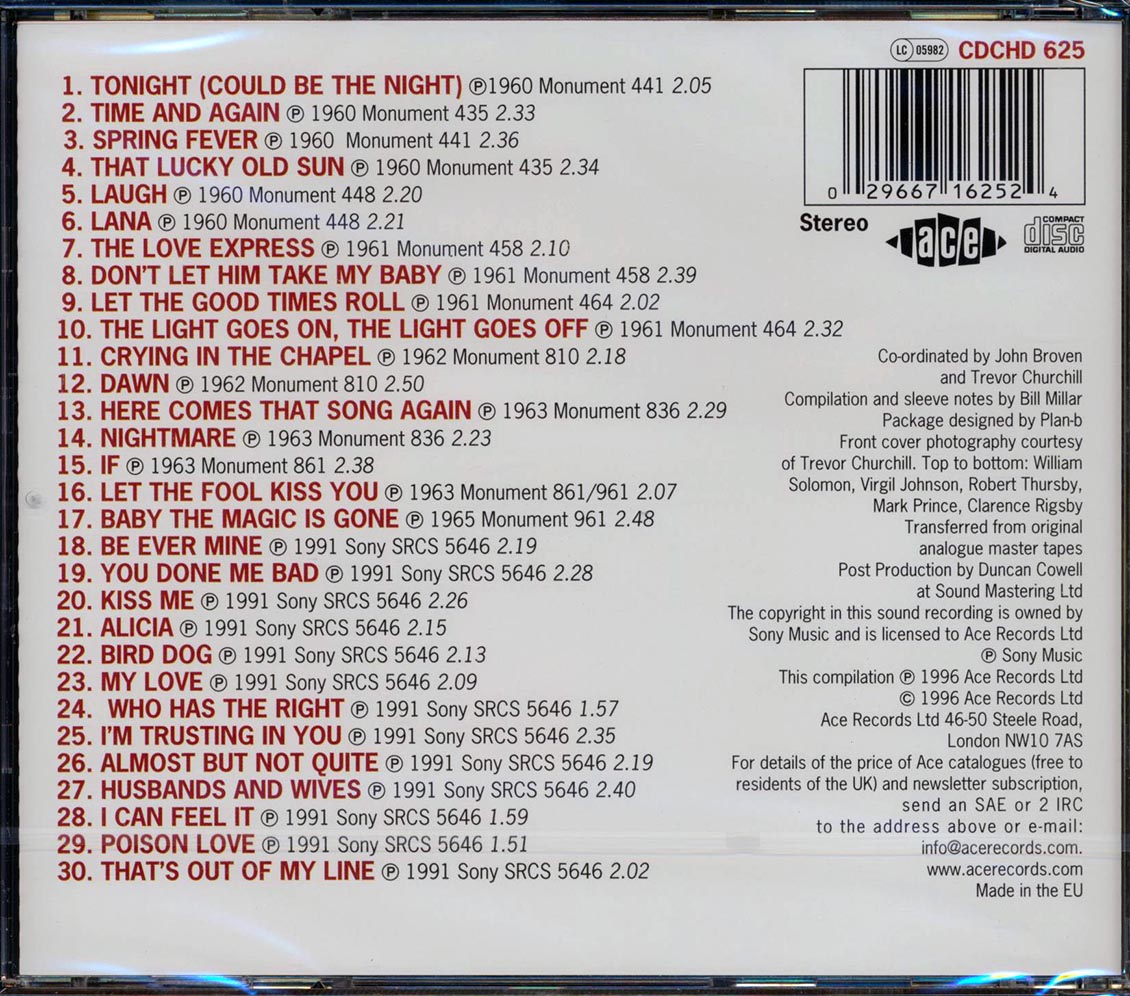 1. TONIGHT (COULD BE THE NIGHT) ℗1960 Monument 441 2.05
2. TIME AND AGAIN ℗ 1960 Monument 435 2.33
3. SPRING FEVER ℗ 1960 Monument 441 2.36
4. THAT LUCKY OLD SUN ℗ 1960 Monument 435 2.34
5. LAUGH ℗ 1960 Monument 448 2.20
6. LANA ℗ 1960 Monument 448 2.21
7. THE LOVE EXPRESS ℗ 1961 Monument 458 2.10
8. DON'T LET HIM TAKE MY BABY ℗ 1961 Monument 458 2.39
9. LET THE GOOD TIMES ROLL ℗ 1961 Monument 464 2.02
10. THE LIGHT GOES ON, THE LIGHT GOES OFF ℗ 1961 Monument 464 2.32
11. CRYING IN THE CHAPEL ℗ 1962 Monument 810 2.18
12. DAWN ℗ 1962 Monument 810 2.50
13. HERE COMES THAT SONG AGAIN ℗ 1963 Monument 836 2.29
14. NIGHTMARE ℗ 1963 Monument 836 2.23
15. IF ℗ 1963 Monument 861 2.38
16. LET THE FOOL KISS YOU ℗ 1963 Monument 861/961 2.07
17. BABY THE MAGIC IS GONE ℗ 1965 Monument 961 2.48
18. BE EVER MINE ℗ 1991 Sony SRCS 5646 2.19
19. YOU DONE ME BAD ℗ 1991 Sony SRCS 5646 2.28
20. KISS ME ℗ 1991 Sony SRCS 5646 2.26
21. ALICIA ℗ 1991 Sony SRCS 5646 2.15
22. BIRD DOG ℗ 1991 Sony SRCS 5646 2.13
23. MY LOVE ℗ 1991 Sony SRCS 5646 2.09
24. WHO HAS THE RIGHT ℗ 1991 Sony SRCS 5646 1.57
25. I'M TRUSTING IN YOU ℗ 1991 Sony SRCS 5646 2.35
26. ALMOST BUT NOT QUITE ℗ 1991 Sony SRCS 5646 2.19
27. HUSBANDS AND WIVES ℗ 1991 Sony SRCS 5646 2.40
28. I CAN FEEL IT ℗ 1991 Sony SRCS 5646 1.59
29. POISON LOVE ℗ 1991 Sony SRCS 5646 1.51
30. THAT'S OUT OF MY LINE ℗ 1991 Sony SRCS 5646 2.02
LC 05982 CDCHD 625
0 29667 16252 4
Stereo
ace
COMPACT
disc
DIGITAL AUDIO
Co-ordinated by John Broven
and Trevor Churchill
Compilation and sleeve notes by Bill Millar
Package designed by Plan-b
Front cover photography courtesy
of Trevor Churchill. Top to bottom: William
Solomon, Virgil Johnson, Robert Thursby,
Mark Prince, Clarence Rigsby
Transferred from original
analogue master tapes
Post Production by Duncan Cowell
at Sound Mastering Ltd
The copyright in this sound recording is owned by
Sony Music and is licensed to Ace Records Ltd
℗ Sony Music
This compilation ℗ 1996 Ace Records Ltd
© 1996 Ace Records Ltd
Ace Records Ltd 46-50 Steele Road,
London NW10 7AS
For details of the price of Ace catalogues (free to
residents of the UK) and newsletter subscription,
send an SAE or 2 IRC
to the address above or e-mail:
info@acerecords.com.
www.acerecords.com
Made in the EU